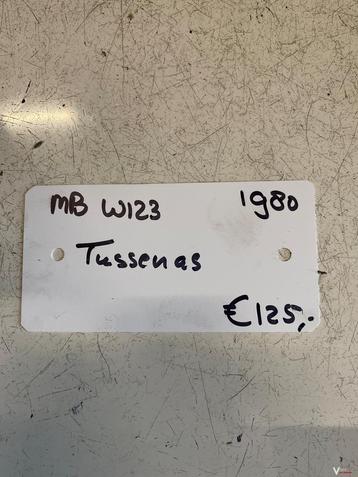 MB W123 1980
Tussenas
€125,-